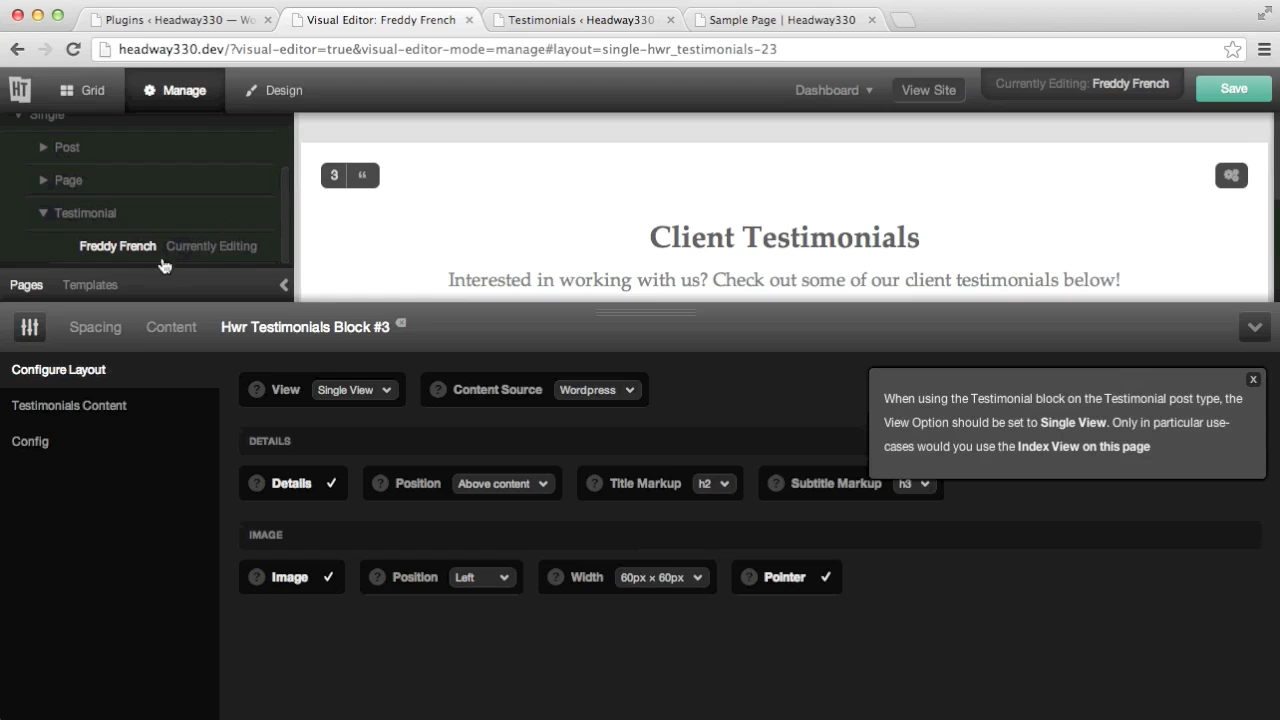 Plugins ‹ Headway330 — Wo
Visual Editor: Freddy French
Testimonials ‹ Headway330
Sample Page | Headway330
headway330.dev/?visual-editor=true&visual-editor-mode=manage#layout=single-hwr_testimonials-23
HT
Grid
Manage
Design
Dashboard
View Site
Currently Editing: Freddy French
Save
Single
Post
Page
Testimonial
Freddy French Currently Editing
Pages
Templates
3 “
Client Testimonials
Interested in working with us? Check out some of our client testimonials below!
Spacing
Content
Hwr Testimonials Block #3
Configure Layout
Testimonials Content
Config
? View Single View
? Content Source Wordpress
x
When using the Testimonial block on the Testimonial post type, the
View Option should be set to Single View. Only in particular use-
cases would you use the Index View on this page
DETAILS
? Details ✓
? Position Above content
? Title Markup h2
? Subtitle Markup h3
IMAGE
? Image ✓
? Position Left
? Width 60px × 60px
? Pointer ✓